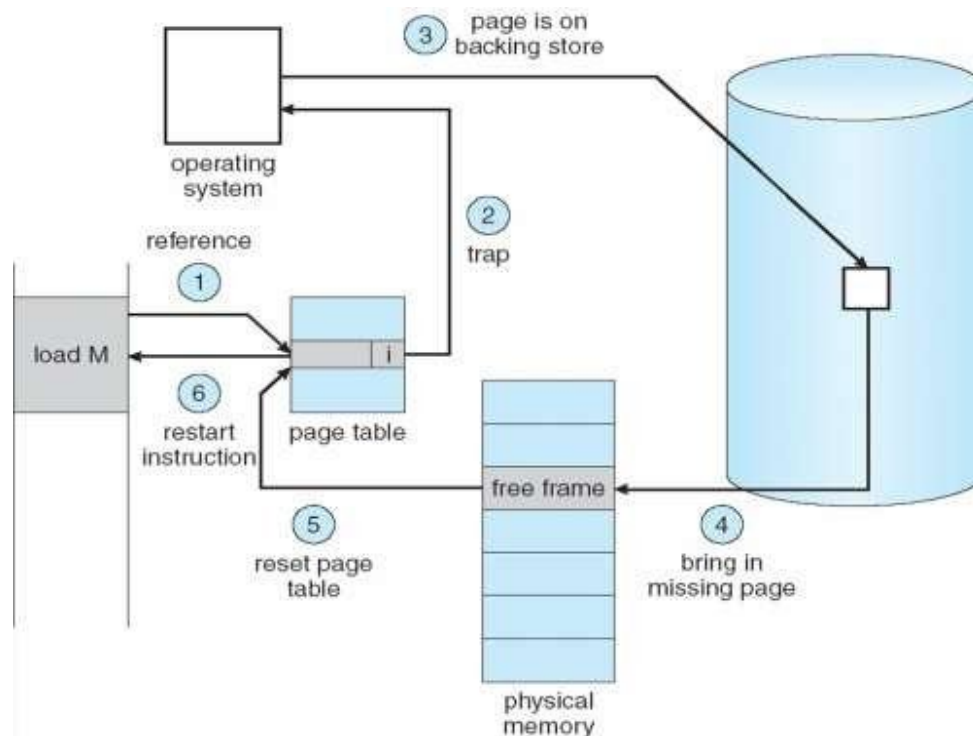 3
page is on
backing store
operating
system
2
trap
reference
1
load M
i
6
restart
instruction
page table
free frame
5
reset page
table
4
bring in
missing page
physical
memory